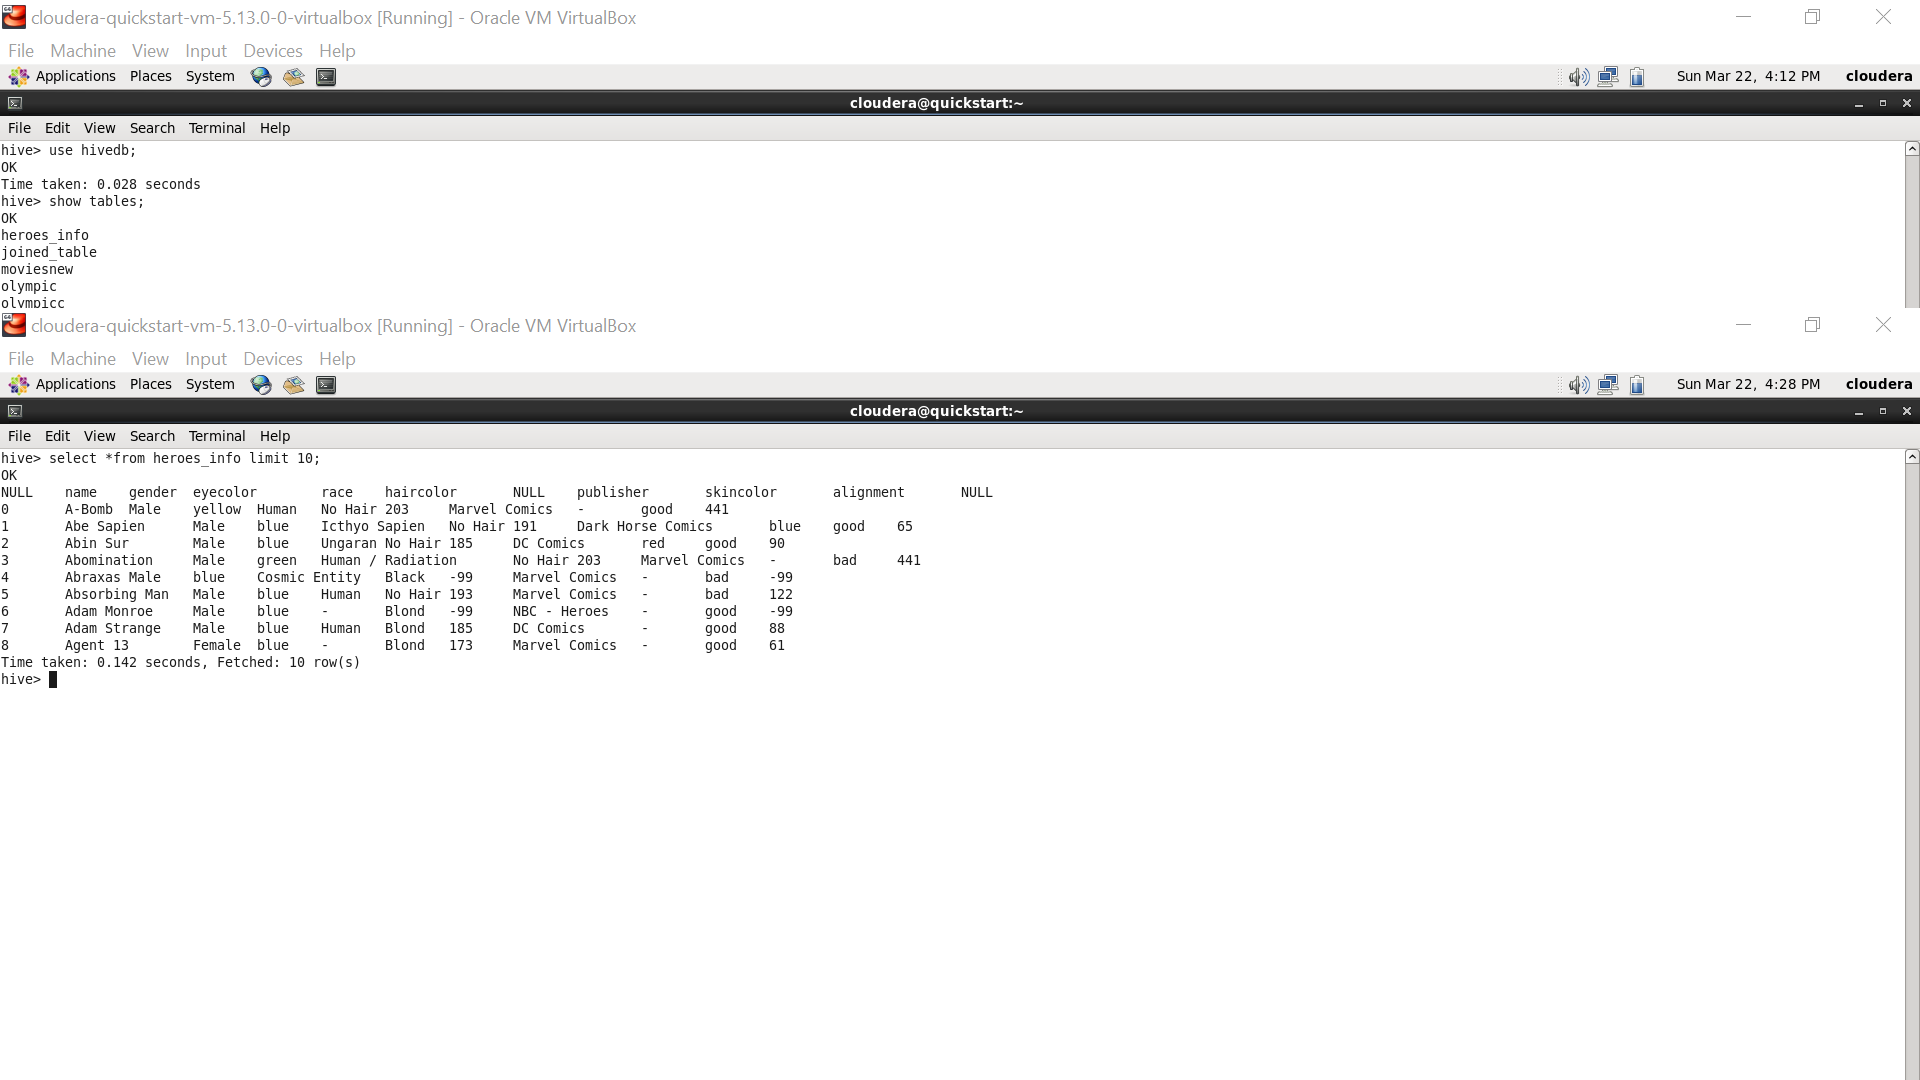 cloudera-quickstart-vm-5.13.0-0-virtualbox [Running] - Oracle VM VirtualBox
File Machine View Input Devices Help
Applications Places System Sun Mar 22, 4:12 PM cloudera
cloudera@quickstart:~
File Edit View Search Terminal Help
hive> use hivedb;
OK
Time taken: 0.028 seconds
hive> show tables;
OK
heroes_info
joined_table
moviesnew
olympic
olympicc
cloudera-quickstart-vm-5.13.0-0-virtualbox [Running] - Oracle VM VirtualBox
File Machine View Input Devices Help
Applications Places System Sun Mar 22, 4:28 PM cloudera
cloudera@quickstart:~
File Edit View Search Terminal Help
hive> select *from heroes_info limit 10;
OK
NULL name gender eyecolor race haircolor NULL publisher skincolor alignment NULL
0 A-Bomb Male yellow Human No Hair 203 Marvel Comics - good 441
1 Abe Sapien Male blue Icthyo Sapien No Hair 191 Dark Horse Comics blue good 65
2 Abin Sur Male blue Ungaran No Hair 185 DC Comics red good 90
3 Abomination Male green Human / Radiation No Hair 203 Marvel Comics - bad 441
4 Abraxas Male blue Cosmic Entity Black -99 Marvel Comics - bad -99
5 Absorbing Man Male blue Human No Hair 193 Marvel Comics - bad 122
6 Adam Monroe Male blue - Blond -99 NBC - Heroes - good -99
7 Adam Strange Male blue Human Blond 185 DC Comics - good 88
8 Agent 13 Female blue - Blond 173 Marvel Comics - good 61
Time taken: 0.142 seconds, Fetched: 10 row(s)
hive>